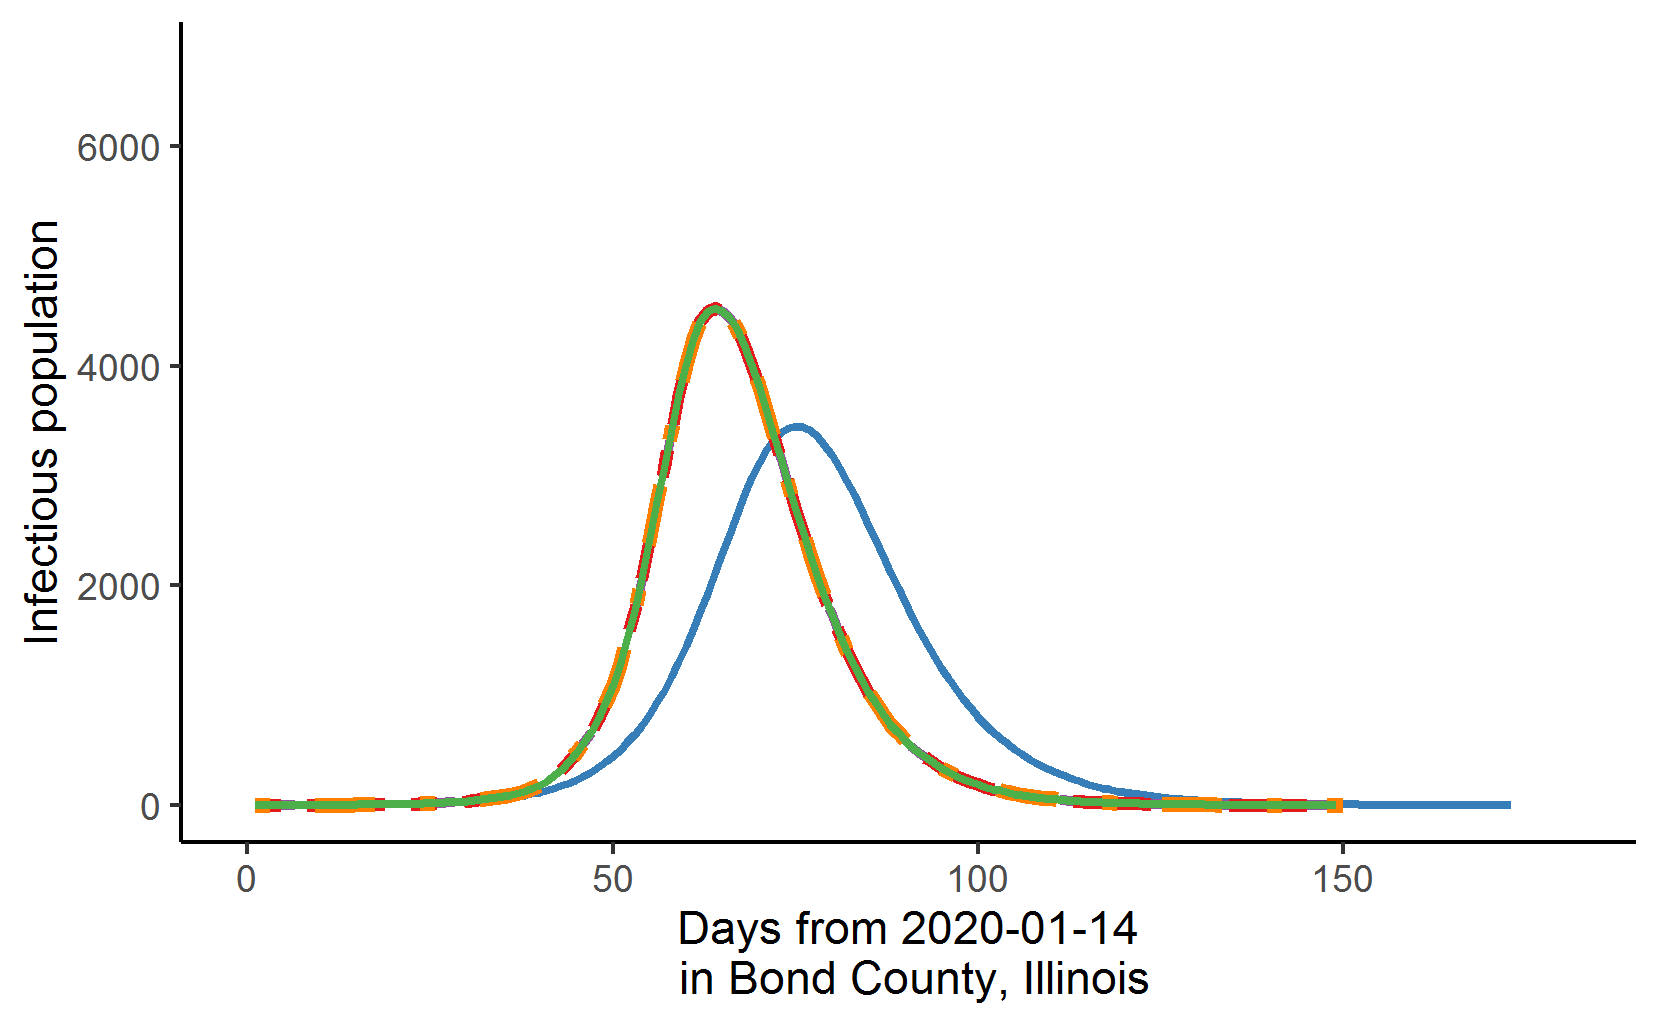 Infectious population
6000
4000
2000
0
0 50 100 150
Days from 2020-01-14
in Bond County, Illinois